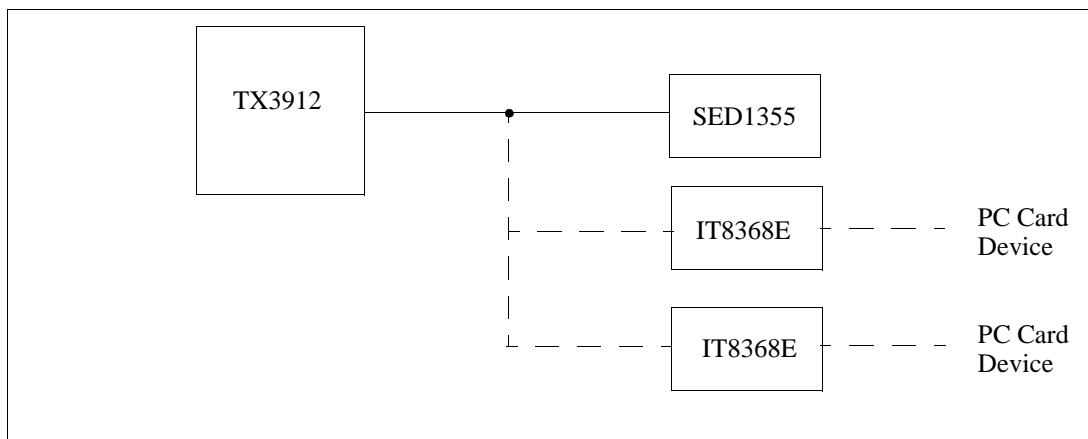 TX3912
SED1355
IT8368E
PC Card
Device
IT8368E
PC Card
Device